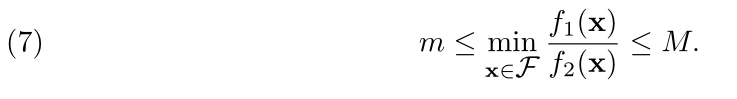 (7) m ≤ min_{x∈ℱ} f₁(x)/f₂(x) ≤ M.